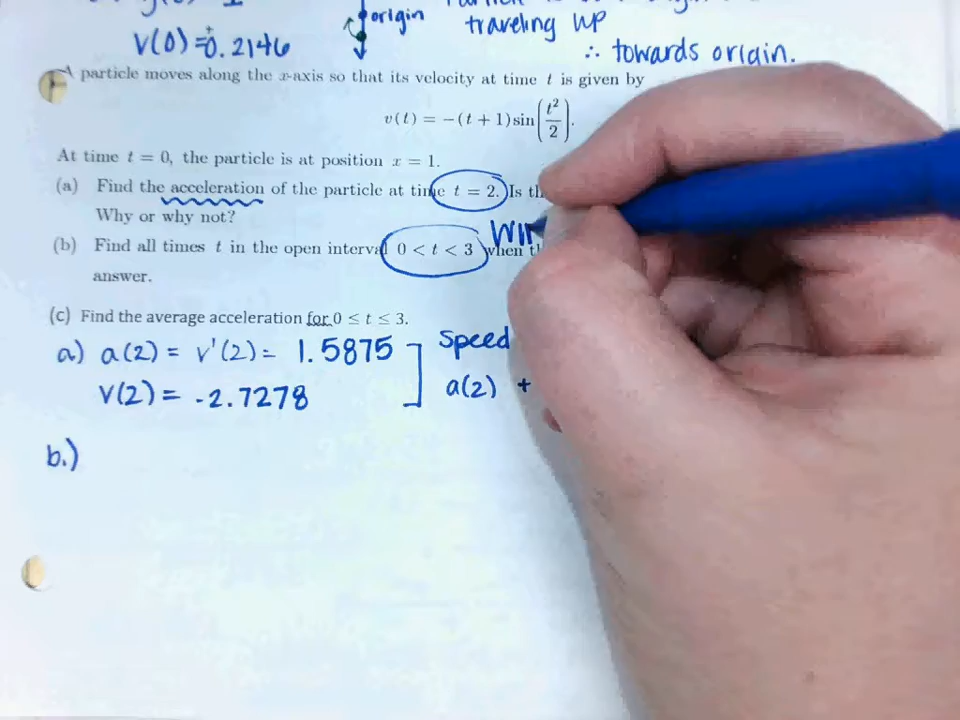 origin
traveling up
v(0)=+0.2146
∴ towards origin.
A particle moves along the x-axis so that its velocity at time t is given by
v(t) = −(t + 1)sin(t²/2).
At time t = 0, the particle is at position x = 1.
(a) Find the acceleration of the particle at time t = 2. Is
Why or why not?
(b) Find all times t in the open interval 0 < t < 3 when
answer.
(c) Find the average acceleration for 0 ≤ t ≤ 3.
a) a(2) = v'(2) = 1.5875 speed
v(2) = -2.7278 a(2) +
b.)